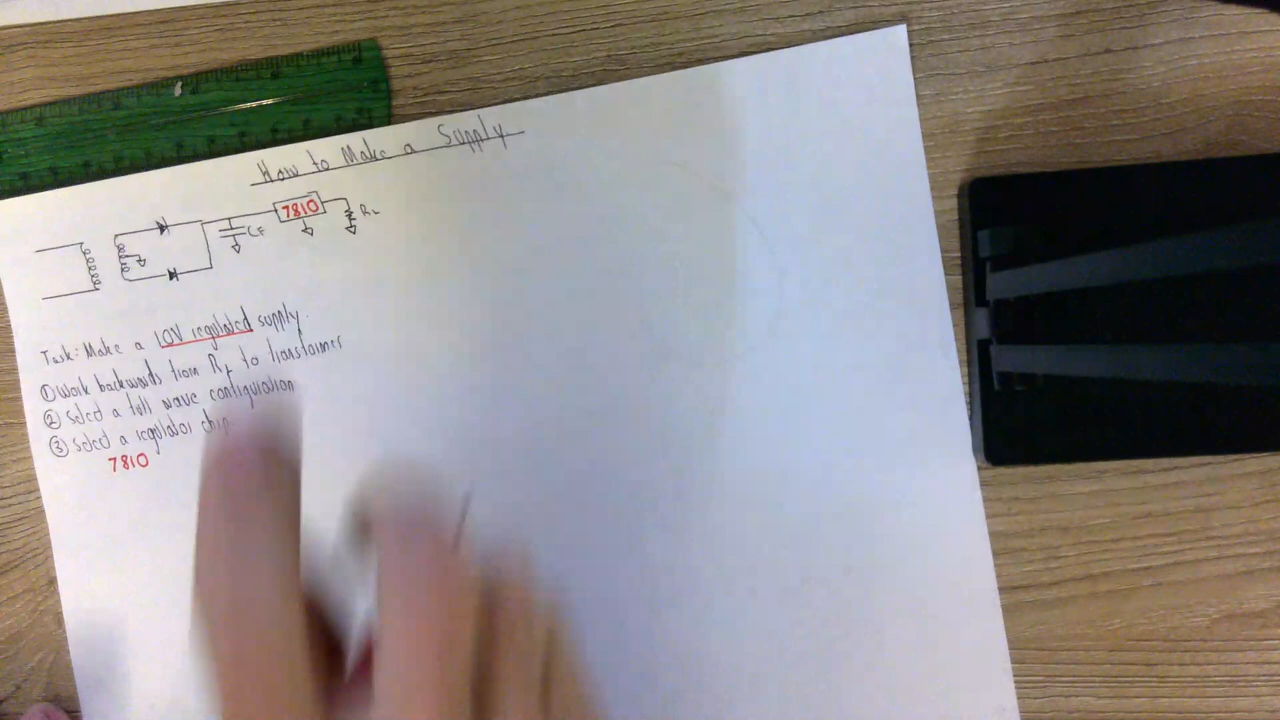 How to Make a Supply
7810
CF
RL
Task: Make a 10V regulated supply.
① Work backwards from RL to transformer
② Select a full wave configuration
③ Select a regulator chip
7810